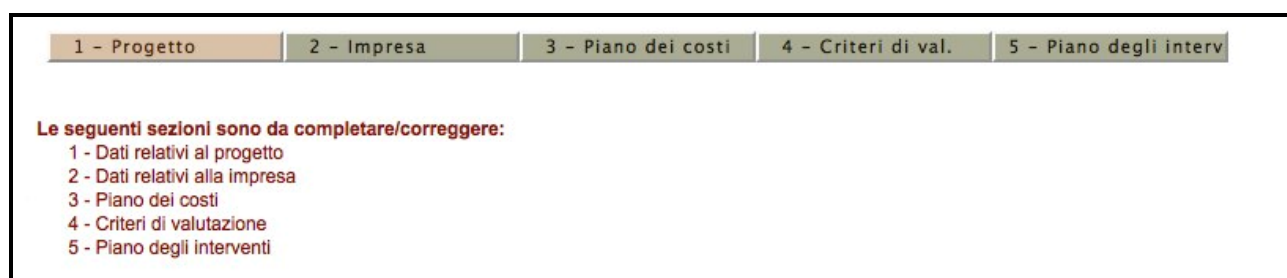 1 - Progetto 2 - Impresa 3 - Piano dei costi 4 - Criteri di val. 5 - Piano degli interv
Le seguenti sezioni sono da completare/correggere:
1 - Dati relativi al progetto
2 - Dati relativi alla impresa
3 - Piano dei costi
4 - Criteri di valutazione
5 - Piano degli interventi